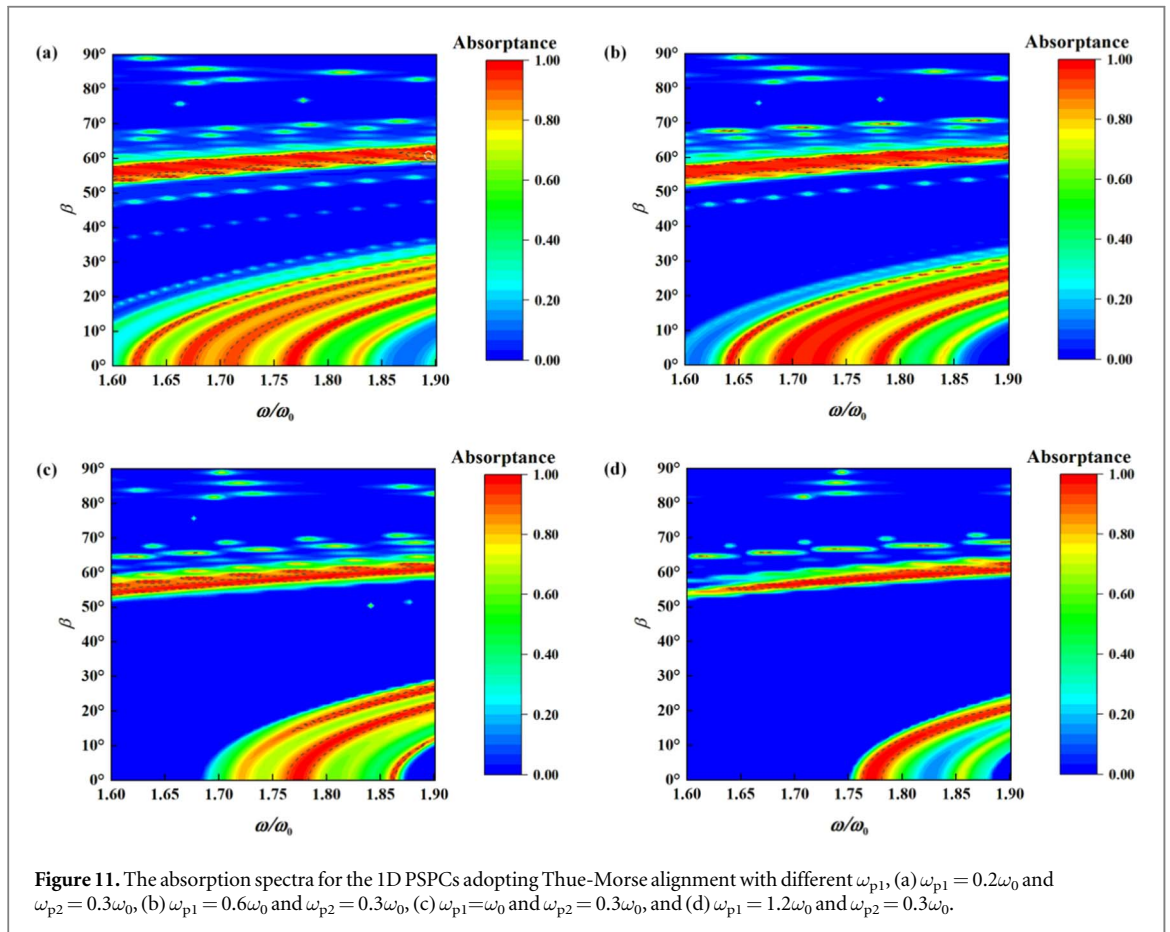 (a)
Absorptance
90°
80°
70°
60°
50°
40°
30°
20°
10°
0°
β
1.60 1.65 1.70 1.75 1.80 1.85 1.90
ω/ω₀
1.00
0.80
0.60
0.40
0.20
0.00
(b)
Absorptance
90°
80°
70°
60°
50°
40°
30°
20°
10°
0°
β
1.60 1.65 1.70 1.75 1.80 1.85 1.90
ω/ω₀
1.00
0.80
0.60
0.40
0.20
0.00
(c)
Absorptance
90°
80°
70°
60°
50°
40°
30°
20°
10°
0°
β
1.60 1.65 1.70 1.75 1.80 1.85 1.90
ω/ω₀
1.00
0.80
0.60
0.40
0.20
0.00
(d)
Absorptance
90°
80°
70°
60°
50°
40°
30°
20°
10°
0°
β
1.60 1.65 1.70 1.75 1.80 1.85 1.90
ω/ω₀
1.00
0.80
0.60
0.40
0.20
0.00
Figure 11. The absorption spectra for the 1D PSPCs adopting Thue-Morse alignment with different ωp1, (a) ωp1 = 0.2ω₀ and
ωp2 = 0.3ω₀, (b) ωp1 = 0.6ω₀ and ωp2 = 0.3ω₀, (c) ωp1=ω₀ and ωp2 = 0.3ω₀, and (d) ωp1 = 1.2ω₀ and ωp2 = 0.3ω₀.